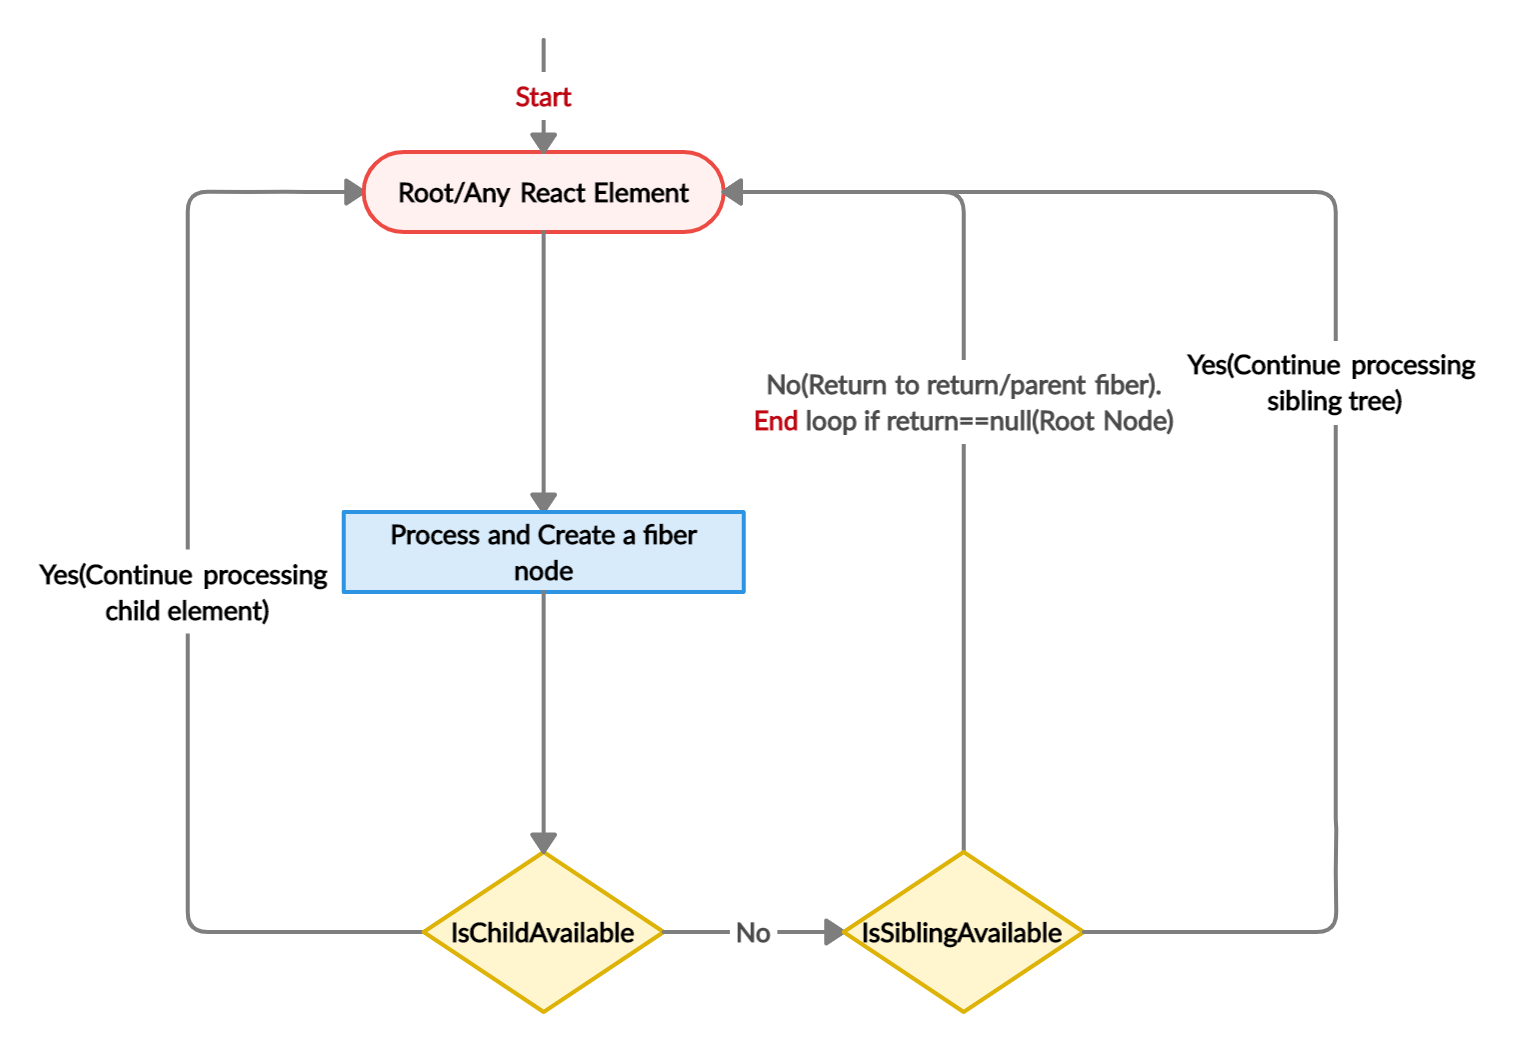 Start
Root/Any React Element
No(Return to return/parent fiber).
End loop if return==null(Root Node)
Yes(Continue processing
sibling tree)
Process and Create a fiber
node
Yes(Continue processing
child element)
IsChildAvailable
No
IsSiblingAvailable